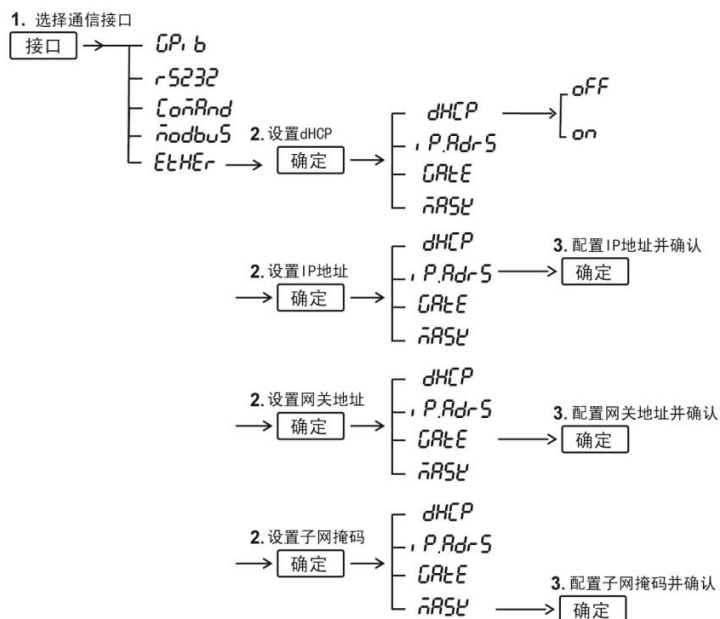 1. 选择通信接口
接口
GPib
rS232
ComAnd
modbuS
EtHEr
2. 设置dHCP
确定
dHCP
iP.AdrS
GAtE
mASK
oFF
on
2. 设置IP地址
确定
dHCP
iP.AdrS
GAtE
mASK
3. 配置IP地址并确认
确定
2. 设置网关地址
确定
dHCP
iP.AdrS
GAtE
mASK
3. 配置网关地址并确认
确定
2. 设置子网掩码
确定
dHCP
iP.AdrS
GAtE
mASK
3. 配置子网掩码并确认
确定